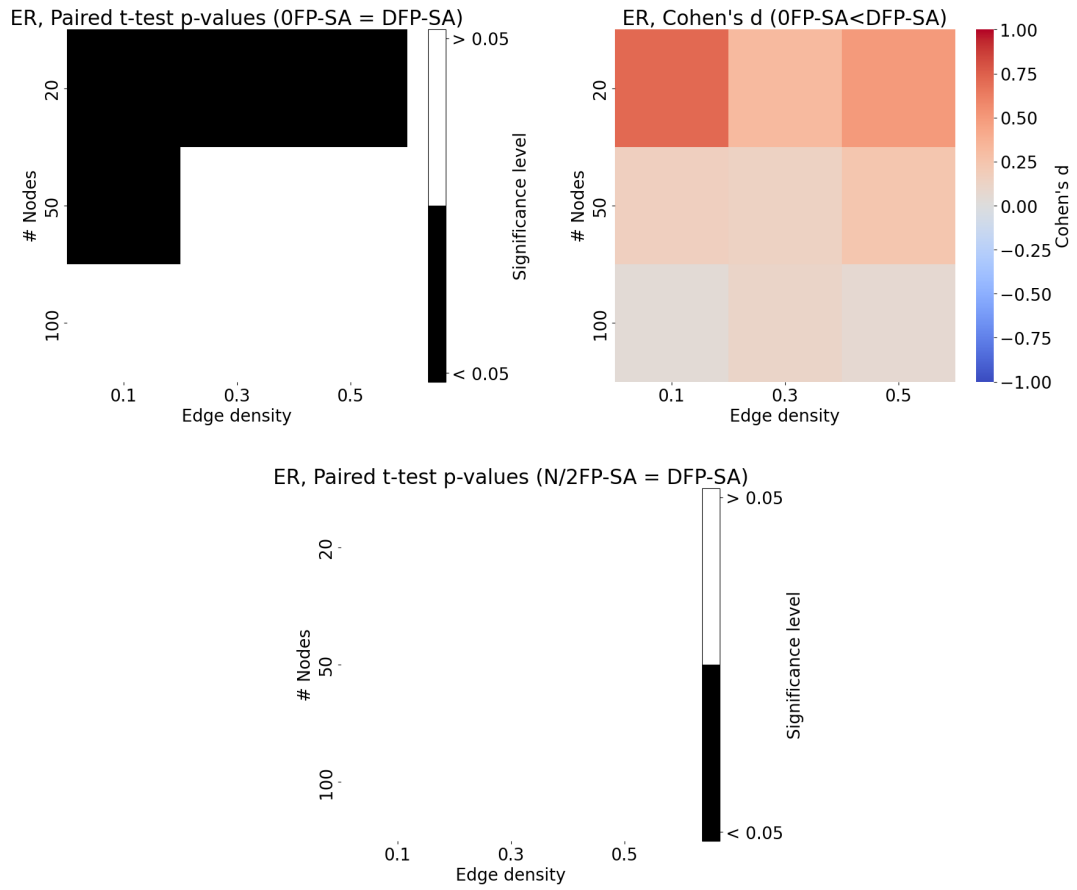 ER, Paired t-test p-values (0FP-SA = DFP-SA)
> 0.05
20
# Nodes
50
100
Significance level
< 0.05
0.1
0.3
0.5
Edge density
ER, Cohen's d (0FP-SA<DFP-SA)
1.00
0.75
0.50
0.25
0.00
−0.25
−0.50
−0.75
−1.00
Cohen's d
20
# Nodes
50
100
0.1
0.3
0.5
Edge density
ER, Paired t-test p-values (N/2FP-SA = DFP-SA)
> 0.05
20
# Nodes
50
100
Significance level
< 0.05
0.1
0.3
0.5
Edge density